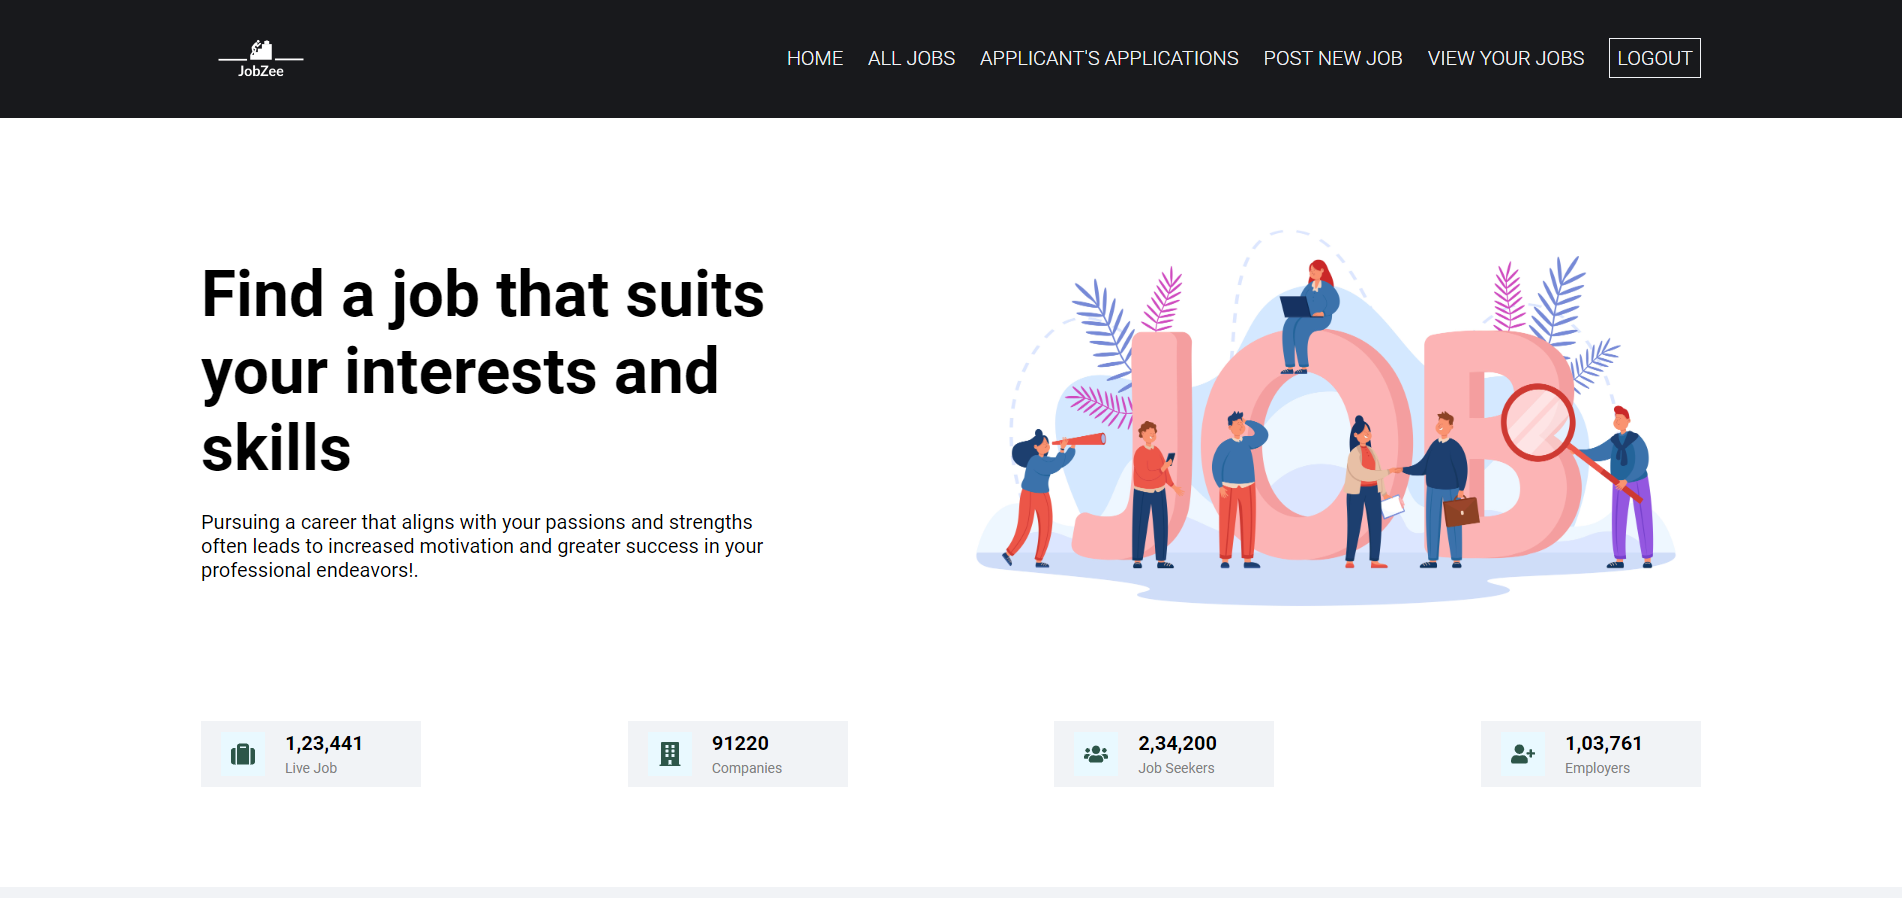 JobZee
HOME ALL JOBS APPLICANT'S APPLICATIONS POST NEW JOB VIEW YOUR JOBS LOGOUT
Find a job that suits
your interests and
skills
Pursuing a career that aligns with your passions and strengths
often leads to increased motivation and greater success in your
professional endeavors!.
JOB
1,23,441
Live Job
91220
Companies
2,34,200
Job Seekers
1,03,761
Employers